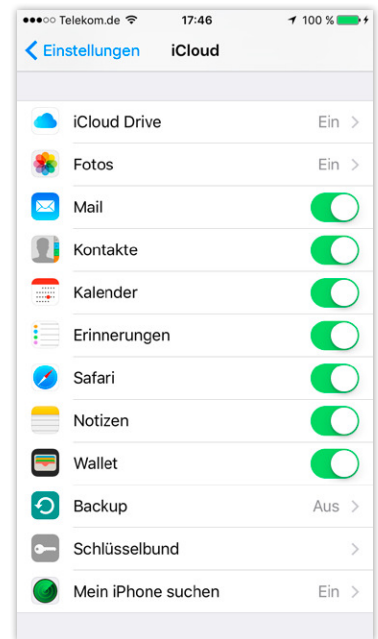 Telekom.de 17:46 100 %
Einstellungen iCloud
iCloud Drive Ein
Fotos Ein
Mail
Kontakte
Kalender
Erinnerungen
Safari
Notizen
Wallet
Backup Aus
Schlüsselbund
Mein iPhone suchen Ein